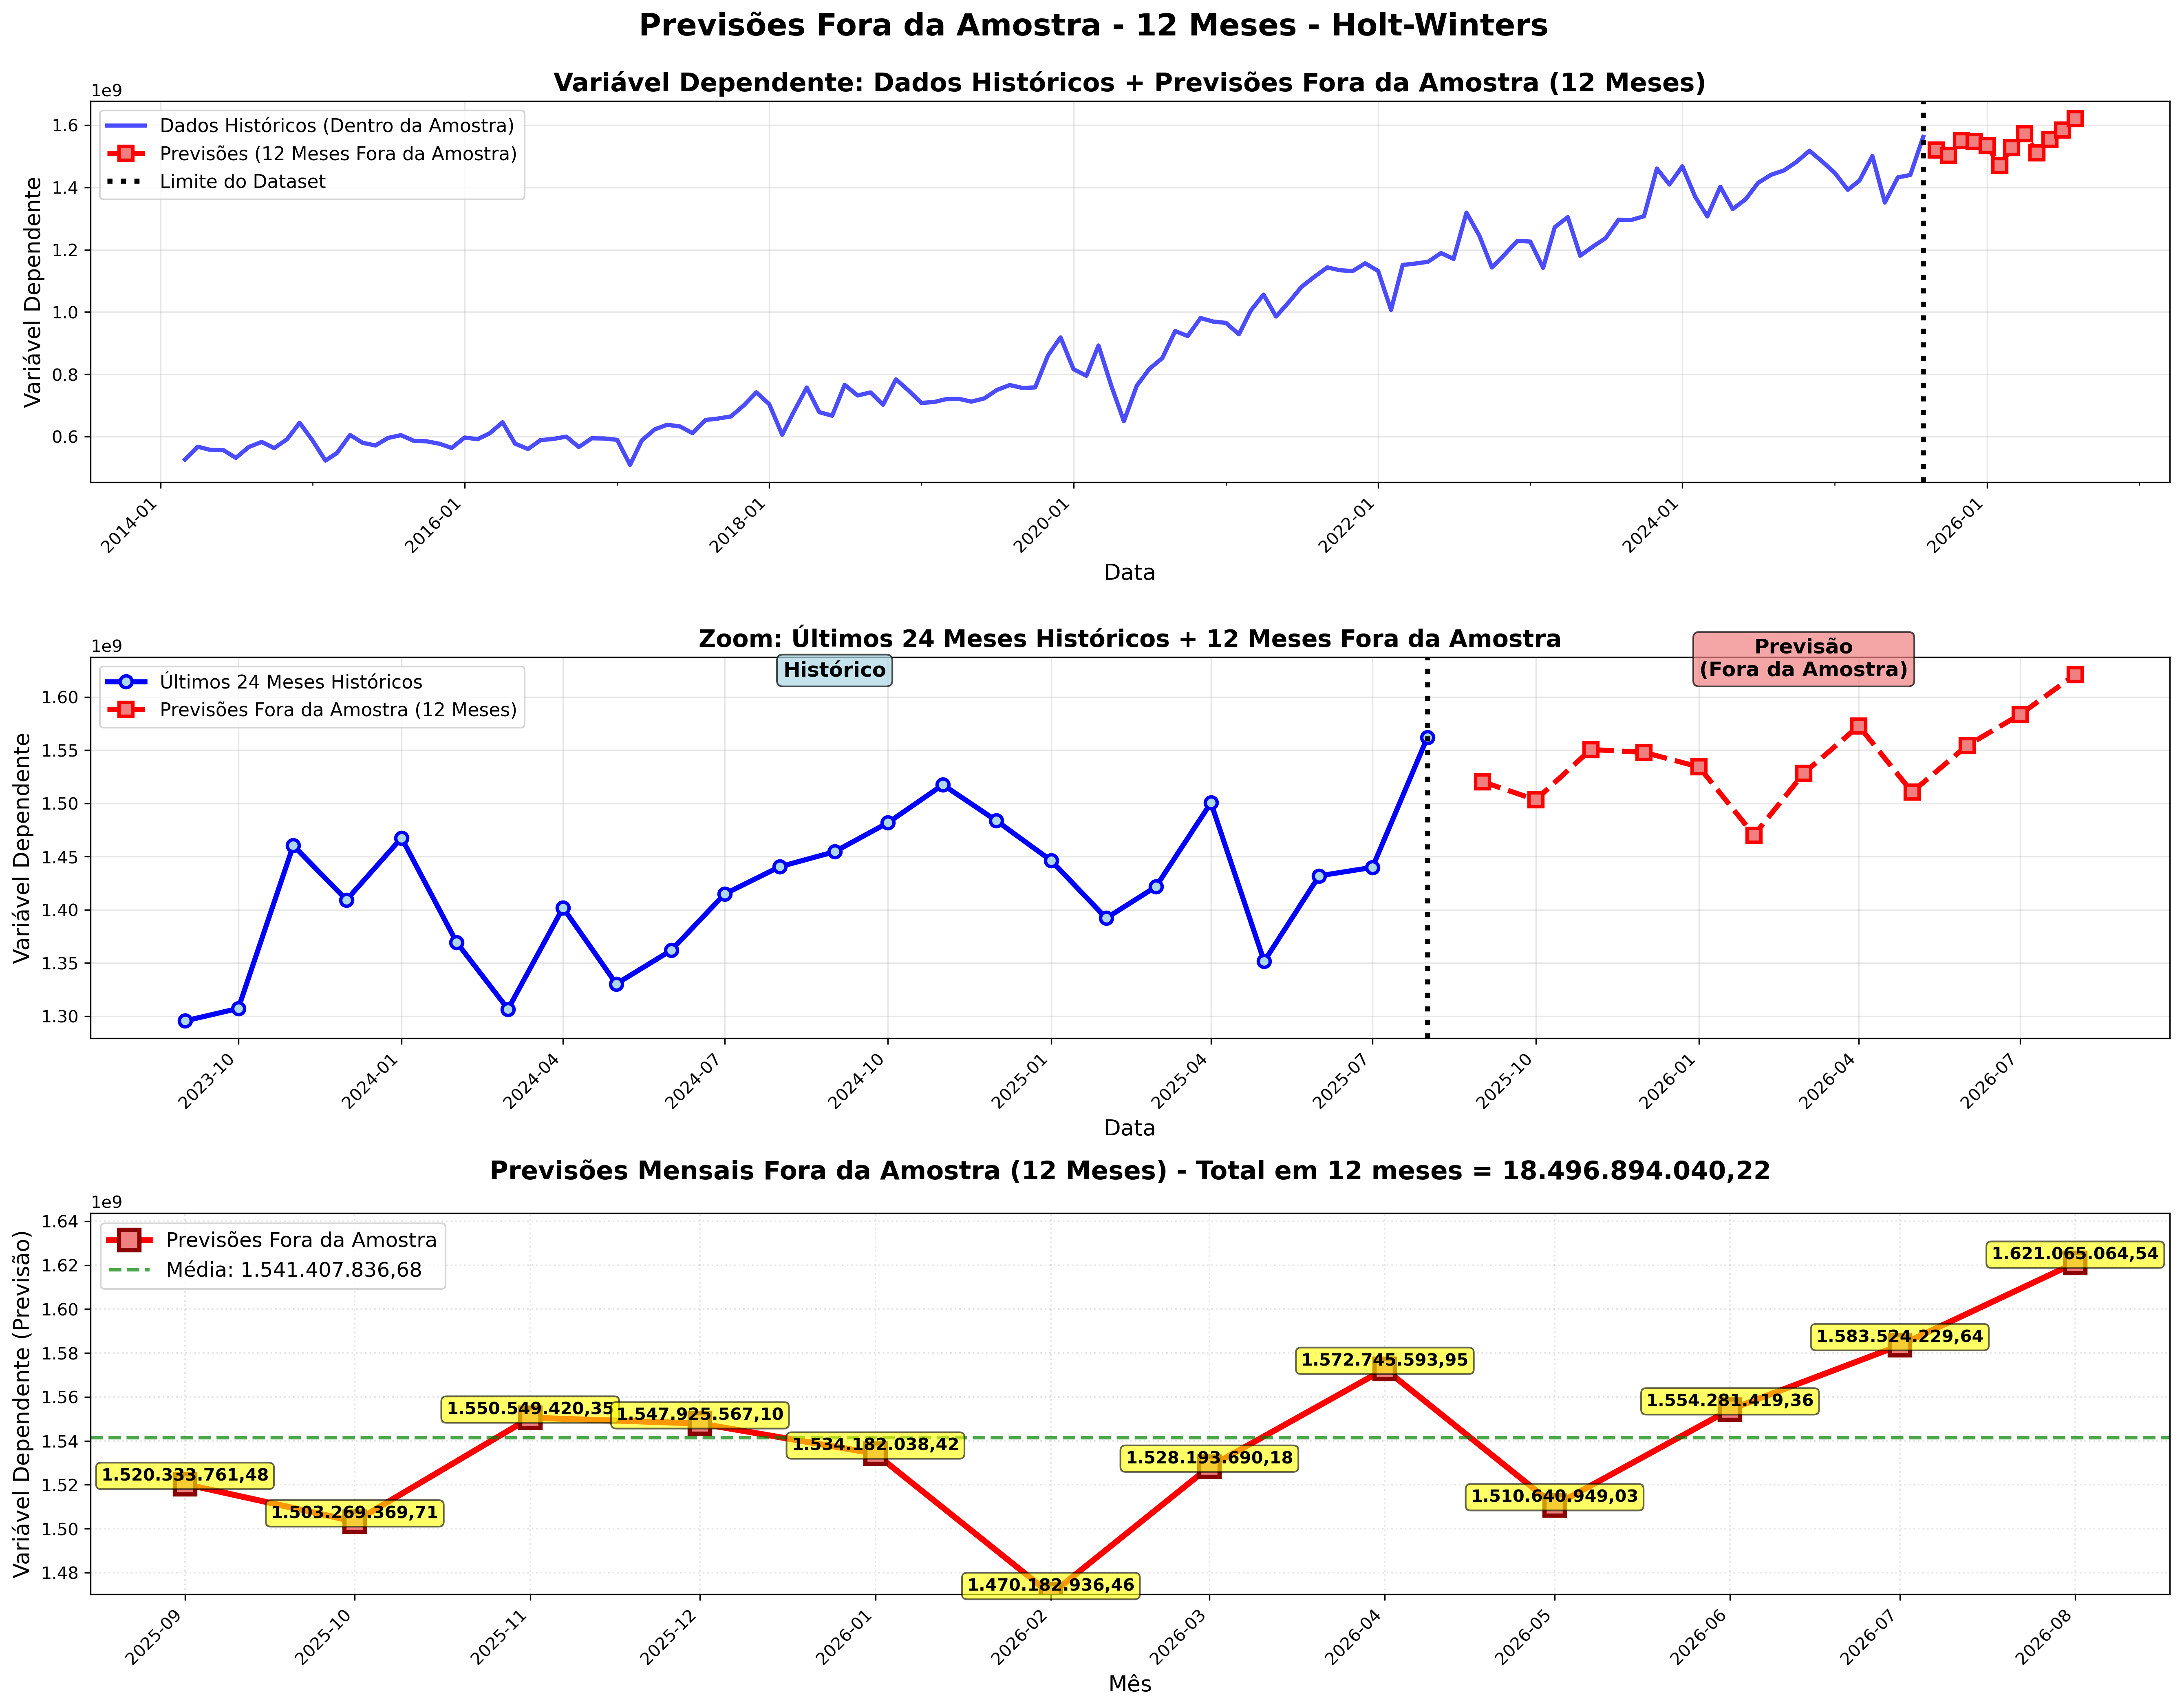 Previsões Fora da Amostra - 12 Meses - Holt-Winters
Variável Dependente: Dados Históricos + Previsões Fora da Amostra (12 Meses)
1e9
Dados Históricos (Dentro da Amostra)
Previsões (12 Meses Fora da Amostra)
Limite do Dataset
Variável Dependente
1.6
1.4
1.2
1.0
0.8
0.6
2014-01
2016-01
2018-01
2020-01
2022-01
2024-01
2026-01
Data
Zoom: Últimos 24 Meses Históricos + 12 Meses Fora da Amostra
1e9
Últimos 24 Meses Históricos
Previsões Fora da Amostra (12 Meses)
Histórico
Previsão
(Fora da Amostra)
Variável Dependente
1.60
1.55
1.50
1.45
1.40
1.35
1.30
2023-10
2024-01
2024-04
2024-07
2024-10
2025-01
2025-04
2025-07
2025-10
2026-01
2026-04
2026-07
Data
Previsões Mensais Fora da Amostra (12 Meses) - Total em 12 meses = 18.496.894.040,22
1e9
Previsões Fora da Amostra
Média: 1.541.407.836,68
Variável Dependente (Previsão)
1.64
1.62
1.60
1.58
1.56
1.54
1.52
1.50
1.48
1.520.333.761,48
1.503.269.369,71
1.550.549.420,35
1.547.925.567,10
1.534.182.038,42
1.470.182.936,46
1.528.193.690,18
1.572.745.593,95
1.510.640.949,03
1.554.281.419,36
1.583.524.229,64
1.621.065.064,54
2025-09
2025-10
2025-11
2025-12
2026-01
2026-02
2026-03
2026-04
2026-05
2026-06
2026-07
2026-08
Mês